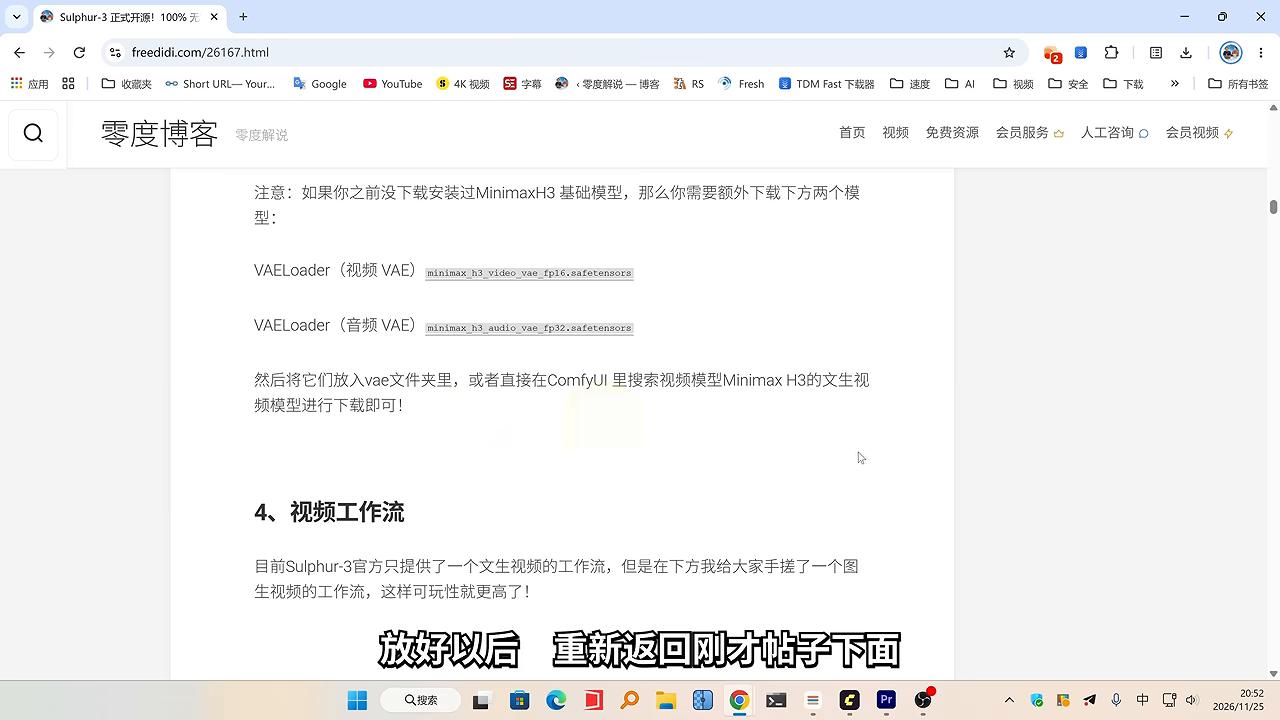 Sulphur-3 正式开源！100% 无
freedidi.com/26167.html
2
应用 收藏夹 Short URL— Your... Google YouTube 4K 视频 字幕 ‹ 零度解说 — 博客 RS Fresh TDM Fast 下载器 速度 AI 视频 安全 下载 » 所有书签
零度博客 零度解说 首页 视频 免费资源 会员服务 人工咨询 会员视频
注意：如果你之前没下载安装过MinimaxH3 基础模型，那么你需要额外下载下方两个模
型：
VAELoader（视频 VAE） minimax_h3_video_vae_fp16.safetensors
VAELoader（音频 VAE） minimax_h3_audio_vae_fp32.safetensors
然后将它们放入vae文件夹里，或者直接在ComfyUI 里搜索视频模型Minimax H3的文生视
频模型进行下载即可！
4、视频工作流
目前Sulphur-3官方只提供了一个文生视频的工作流，但是在下方我给大家手搓了一个图
生视频的工作流，这样可玩性就更高了！
放好以后 重新返回刚才帖子下面
搜索 Pr 中 20:52
2026/11/25